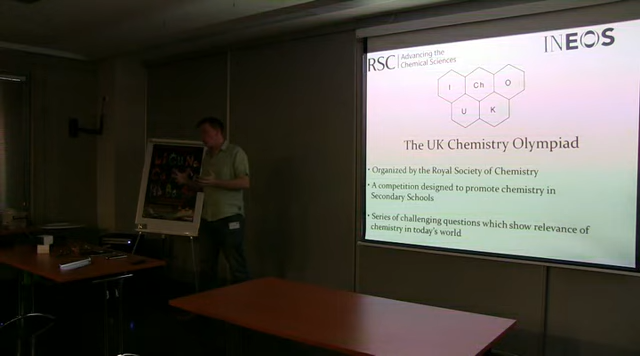 RSC
Advancing the
Chemical Sciences
INEOS
I
Ch
O
U
K
The UK Chemistry Olympiad
• Organized by the Royal Society of Chemistry
• A competition designed to promote chemistry in
Secondary Schools
• Series of challenging questions which show relevance of
chemistry in today's world